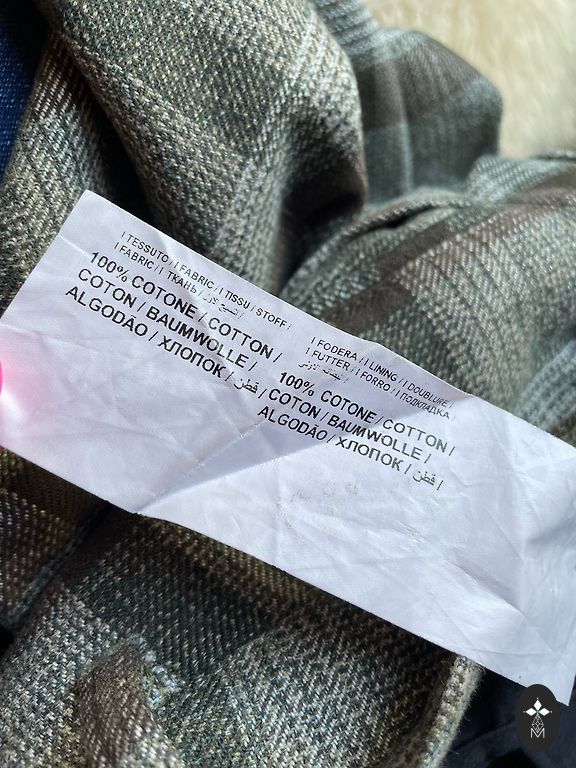 | TESSUTO / | FABRIC / | TISSU / STOFF /
| FABRIC / | ТКАНЬ /
100% COTONE / COTTON /
COTON / BAUMWOLLE /
ALGODÃO / ХЛОПОК / قطن /
| FODERA / | LINING / | DOUBLURE /
| FUTTER / | FORRO / | ПОДКЛАДКА /
100% COTONE / COTTON /
COTON / BAUMWOLLE /
ALGODÃO / ХЛОПОК / قطن /
M